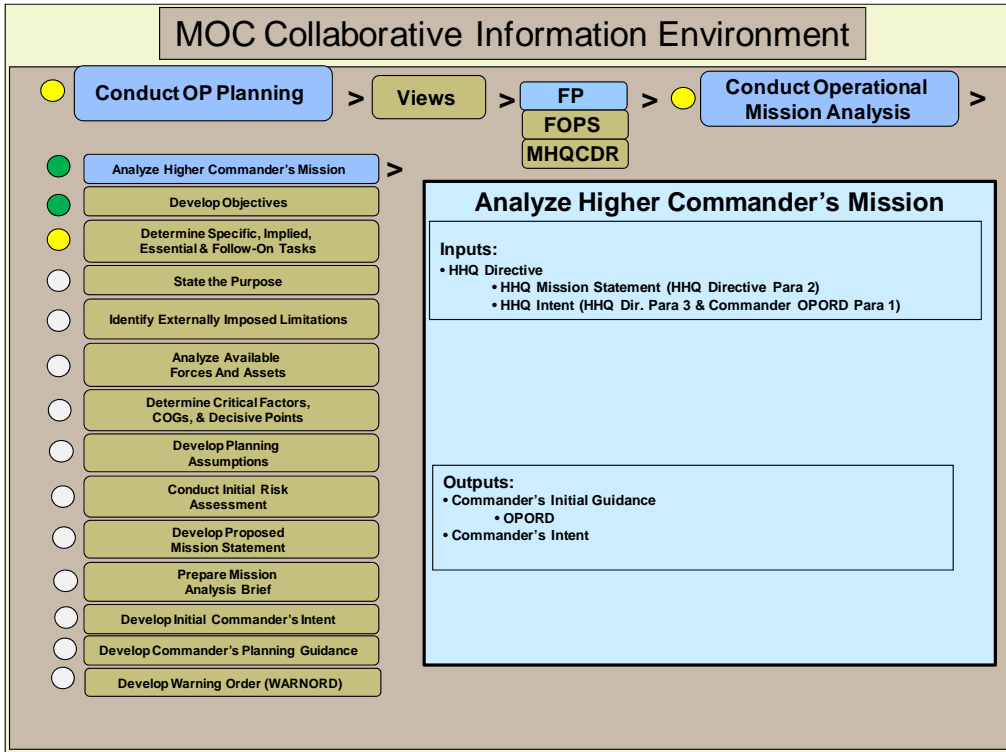 MOC Collaborative Information Environment
Conduct OP Planning
>
Views
>
FP
FOPS
MHQCDR
>
Conduct Operational
Mission Analysis
>
Analyze Higher Commander's Mission
>
Develop Objectives
Determine Specific, Implied,
Essential & Follow-On Tasks
State the Purpose
Identify Externally Imposed Limitations
Analyze Available
Forces And Assets
Determine Critical Factors,
COGs, & Decisive Points
Develop Planning
Assumptions
Conduct Initial Risk
Assessment
Develop Proposed
Mission Statement
Prepare Mission
Analysis Brief
Develop Initial Commander's Intent
Develop Commander's Planning Guidance
Develop Warning Order (WARNORD)
Analyze Higher Commander's Mission
Inputs:
• HHQ Directive
• HHQ Mission Statement (HHQ Directive Para 2)
• HHQ Intent (HHQ Dir. Para 3 & Commander OPORD Para 1)
Outputs:
• Commander's Initial Guidance
• OPORD
• Commander's Intent